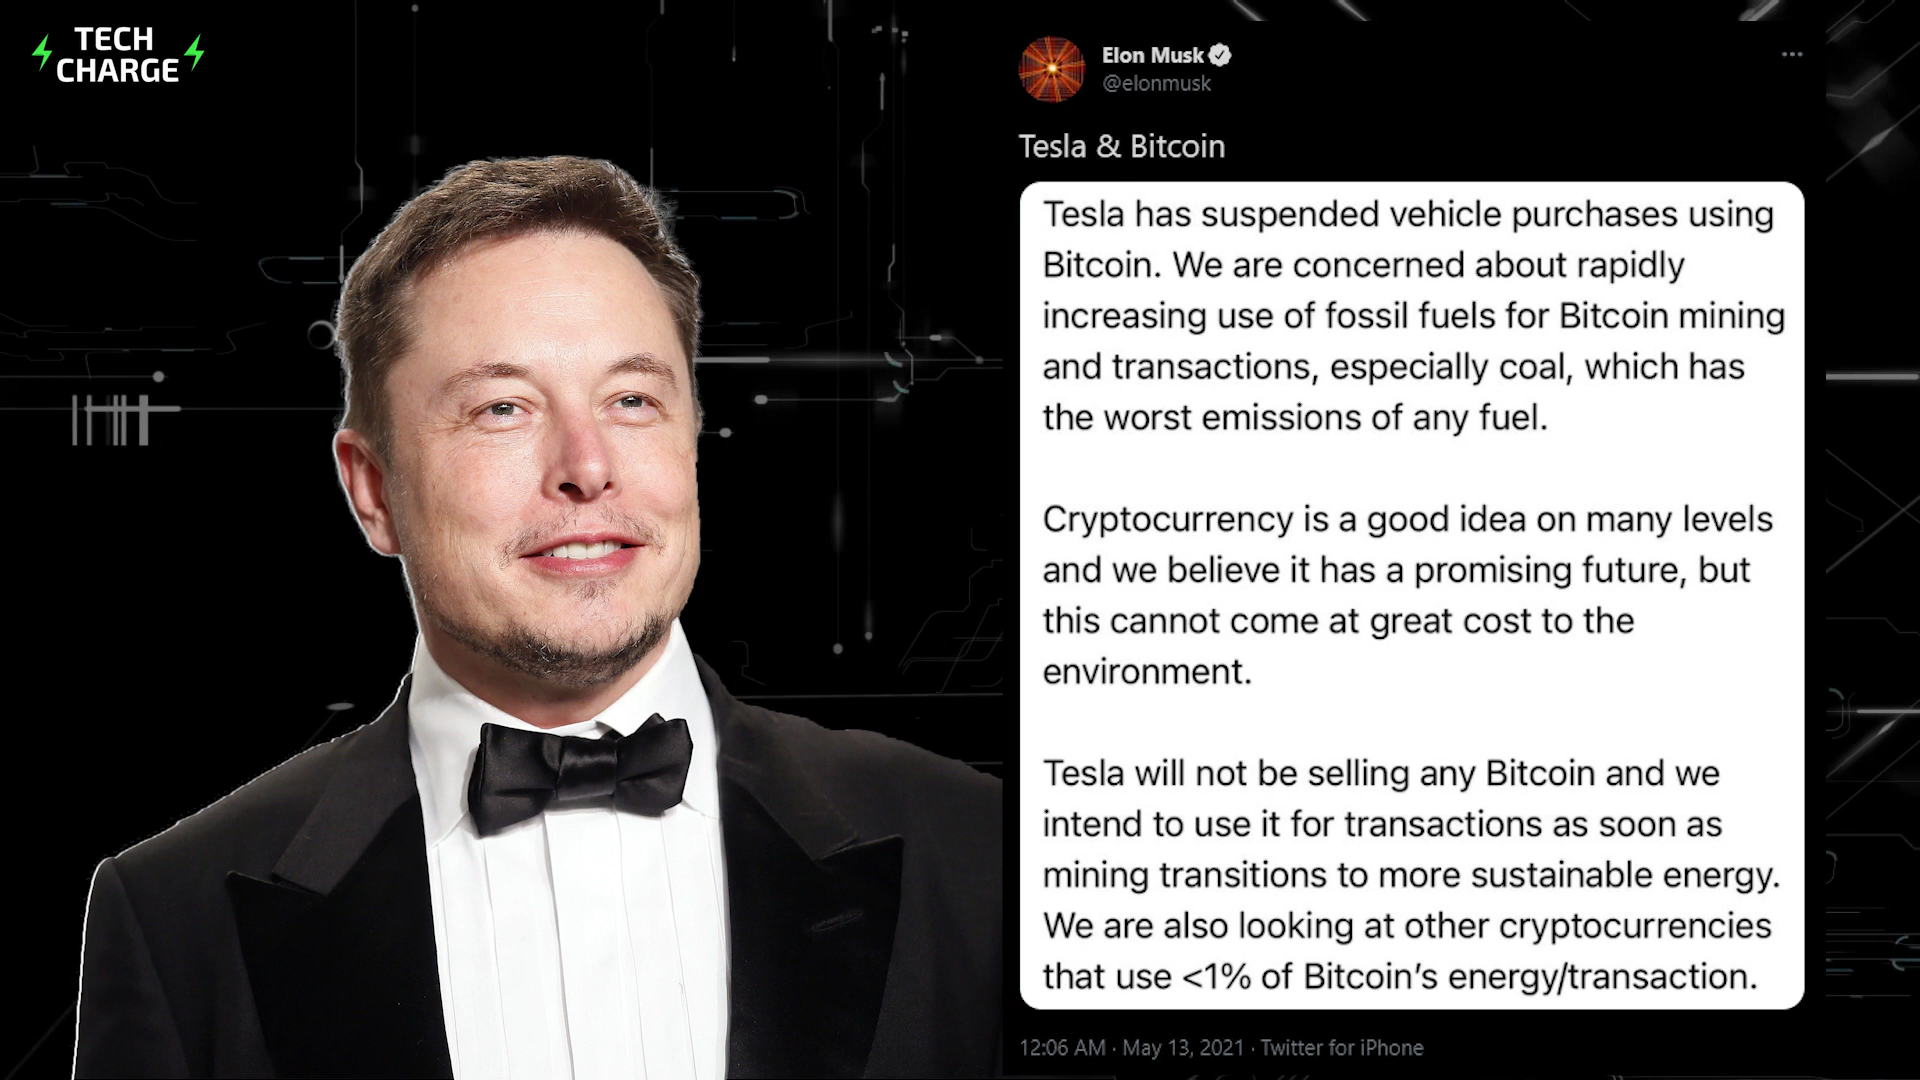 TECH
CHARGE
Elon Musk
@elonmusk
Tesla & Bitcoin
Tesla has suspended vehicle purchases using
Bitcoin. We are concerned about rapidly
increasing use of fossil fuels for Bitcoin mining
and transactions, especially coal, which has
the worst emissions of any fuel.
Cryptocurrency is a good idea on many levels
and we believe it has a promising future, but
this cannot come at great cost to the
environment.
Tesla will not be selling any Bitcoin and we
intend to use it for transactions as soon as
mining transitions to more sustainable energy.
We are also looking at other cryptocurrencies
that use <1% of Bitcoin’s energy/transaction.
12:06 AM · May 13, 2021 · Twitter for iPhone